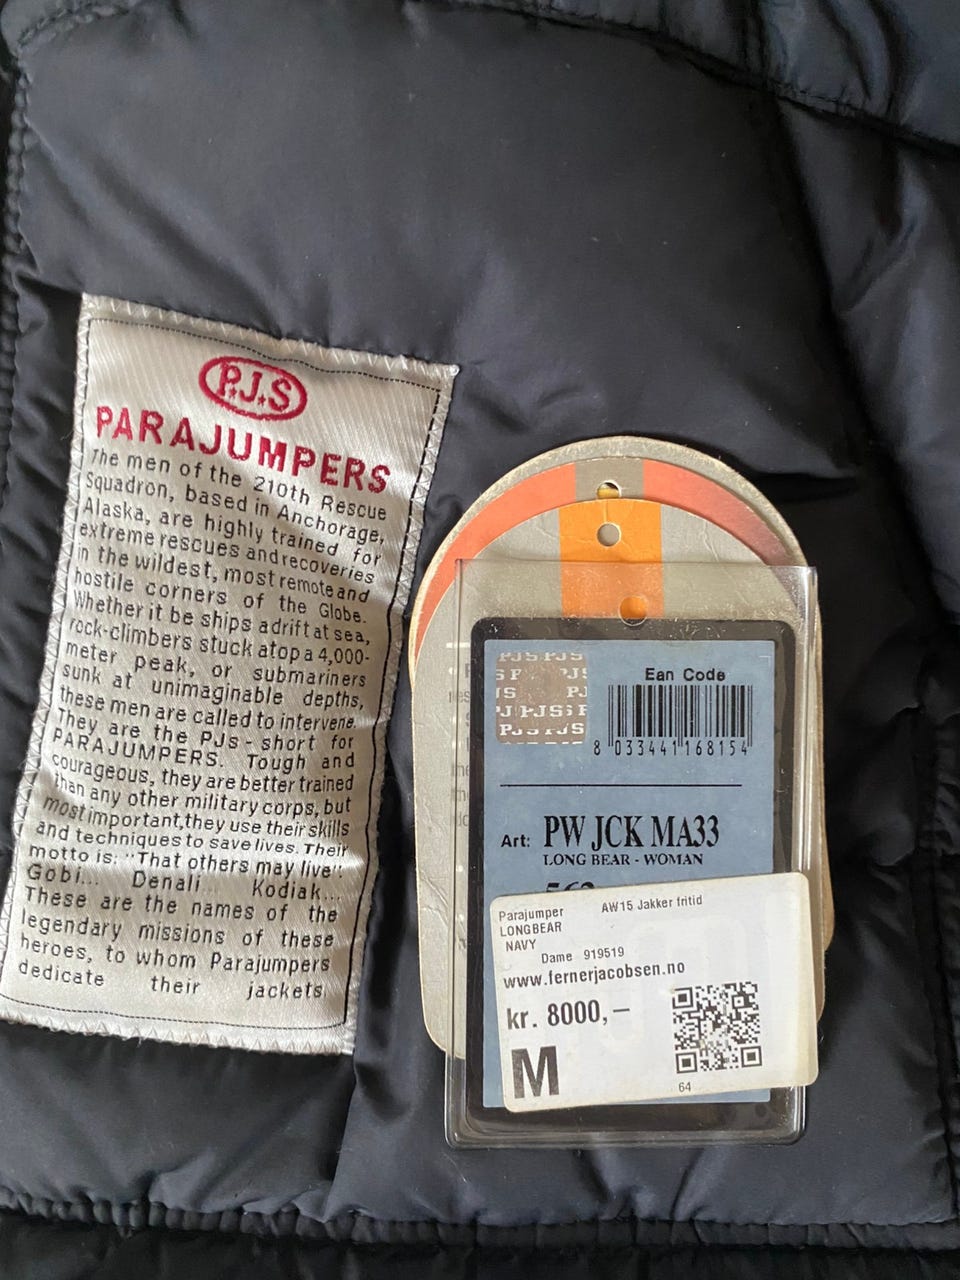 P.J.S
PARAJUMPERS
The men of the 210th Rescue
Squadron, based in Anchorage,
Alaska, are highly trained for
extreme rescues and recoveries
in the wildest, most remote and
hostile corners of the Globe.
Whether it be ships adrift at sea,
rock-climbers stuck atop a 4,000-
meter peak, or submariners
sunk at unimaginable depths,
these men are called to intervene.
They are the PJs - short for
PARAJUMPERS. Tough and
courageous, they are better trained
than any other military corps, but
most important, they use their skills
and techniques to save lives. Their
motto is: "That others may live".
Gobi... Denali... Kodiak...
These are the names of the
legendary missions of these
heroes, to whom Parajumpers
dedicate their jackets.
PJS PJS
Ean Code
8 033441 168154
Art: PW JCK MA33
LONG BEAR - WOMAN
Parajumper AW15 Jakker fritid
LONGBEAR
NAVY
Dame 919519
www.fernerjacobsen.no
kr. 8000,-
M
64